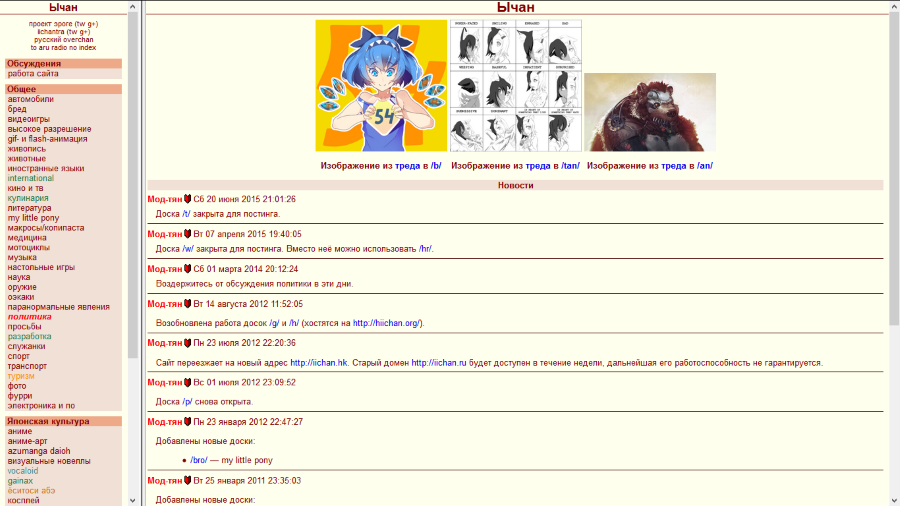 Ычан
проект spore (tw g+)
iichantra (tw g+)
русский overchan
to aru radio no index
Обсуждения
работа сайта
Общее
автомобили
бред
видеоигры
высокое разрешение
gif- и flash-анимация
живопись
животные
иностранные языки
international
кино и тв
кулинария
литература
my little pony
макросы/копипаста
медицина
мотоциклы
музыка
настольные игры
наука
оружие
оэкаки
паранормальные явления
политика
просьбы
разработка
служанки
спорт
транспорт
туризм
фото
фурри
электроника и по
Японская культура
аниме
аниме-арт
azumanga daioh
визуальные новеллы
vocaloid
gainax
ёситоси абэ
косплей
Ычан
54
Изображение из треда в /b/
Изображение из треда в /tan/
Изображение из треда в /an/
Новости
Мод-тян Сб 20 июня 2015 21:01:26
Доска /t/ закрыта для постинга.
Мод-тян Вт 07 апреля 2015 19:40:05
Доска /w/ закрыта для постинга. Вместо неё можно использовать /hr/.
Мод-тян Сб 01 марта 2014 20:12:24
Воздержитесь от обсуждения политики в эти дни.
Мод-тян Вт 14 августа 2012 11:52:05
Возобновлена работа досок /g/ и /h/ (хостятся на http://hiichan.org/).
Мод-тян Пн 23 июля 2012 22:20:36
Сайт переезжает на новый адрес http://iichan.hk. Старый домен http://iichan.ru будет доступен в течение недели, дальнейшая его работоспособность не гарантируется.
Мод-тян Вс 01 июля 2012 23:09:52
Доска /p/ снова открыта.
Мод-тян Пн 23 января 2012 22:47:27
Добавлены новые доски:
• /bro/ — my little pony
Мод-тян Вт 25 января 2011 23:35:03
Добавлены новые доски: